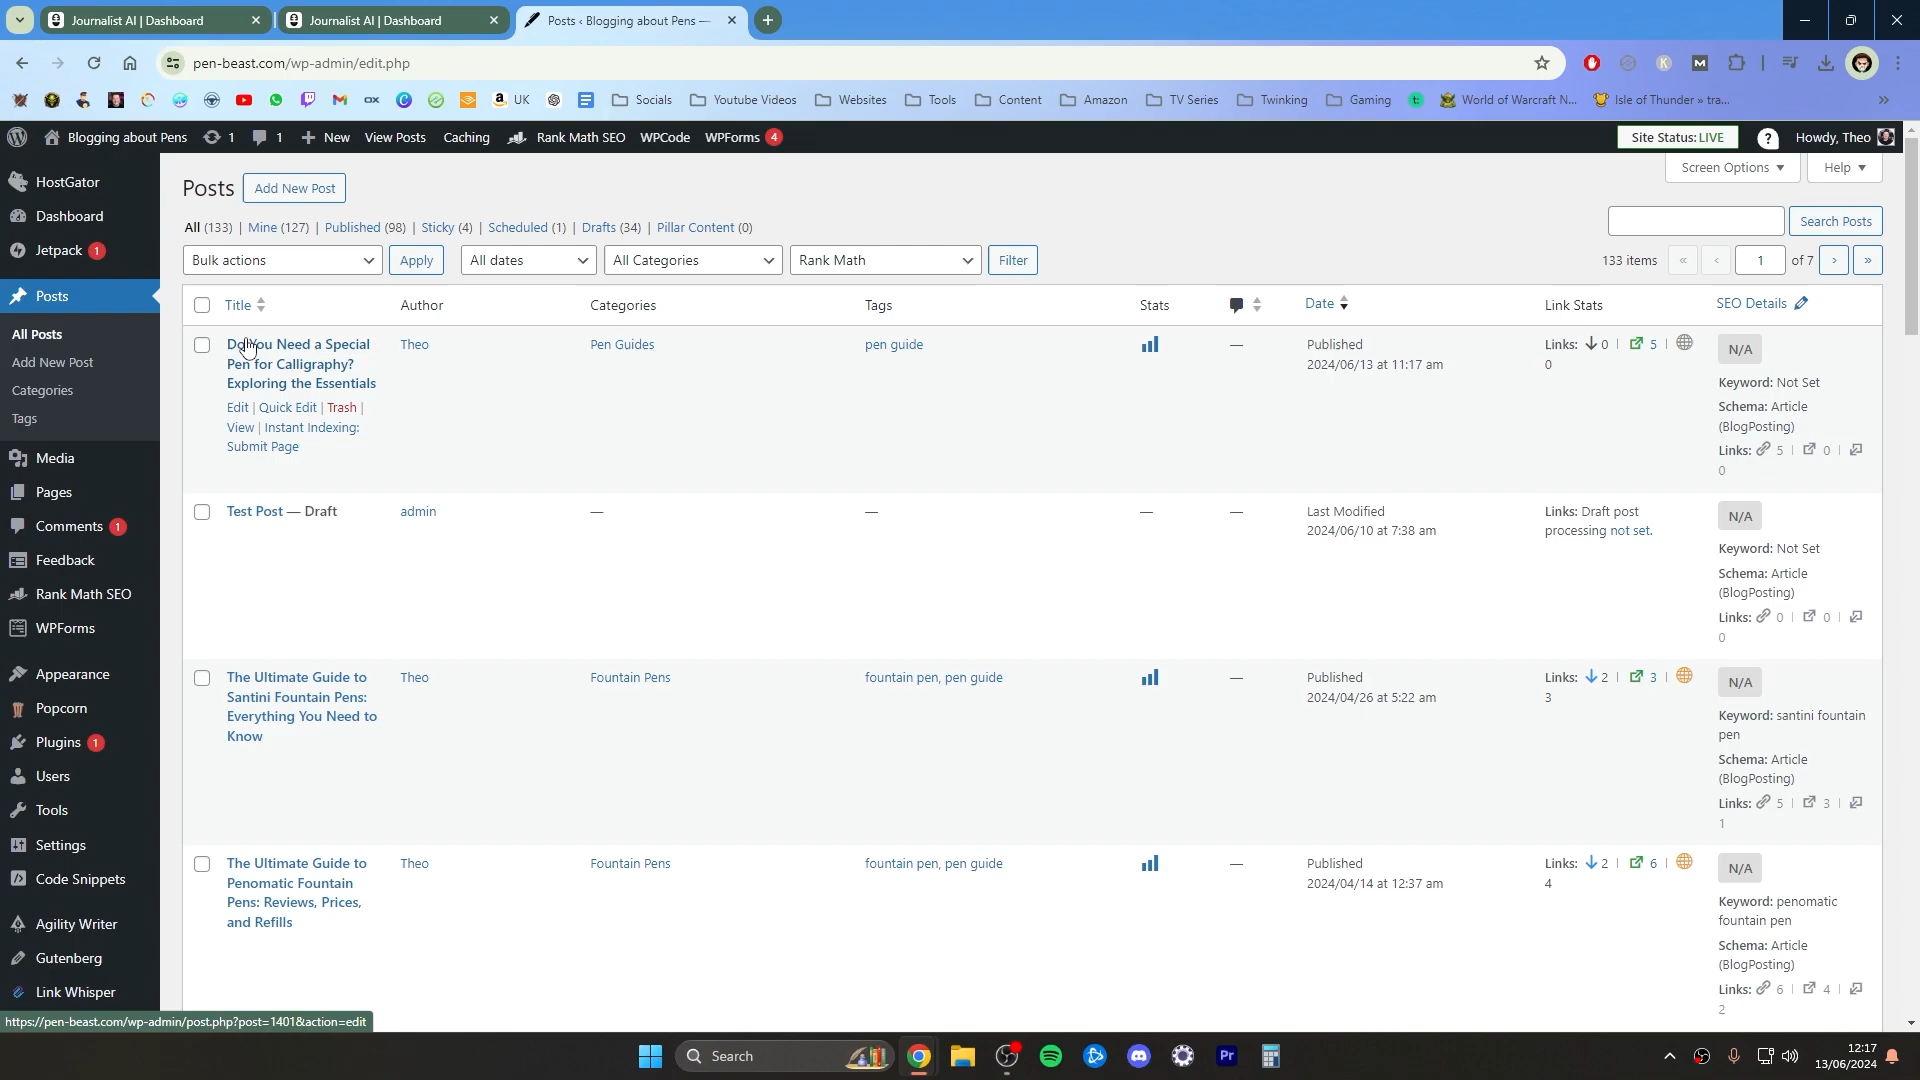 Journalist AI | Dashboard
Journalist AI | Dashboard
Posts ‹ Blogging about Pens —
pen-beast.com/wp-admin/edit.php
UK
Socials
Youtube Videos
Websites
Tools
Content
Amazon
TV Series
Twinking
Gaming
World of Warcraft N...
Isle of Thunder » tra...
Blogging about Pens
1
1
New
View Posts
Caching
Rank Math SEO
WPCode
WPForms 4
Site Status: LIVE
Howdy, Theo
HostGator
Dashboard
Jetpack 1
Posts
All Posts
Add New Post
Categories
Tags
Media
Pages
Comments 1
Feedback
Rank Math SEO
WPForms
Appearance
Popcorn
Plugins 1
Users
Tools
Settings
Code Snippets
Agility Writer
Gutenberg
Link Whisper
Screen Options
Help
Posts
Add New Post
All (133) | Mine (127) | Published (98) | Sticky (4) | Scheduled (1) | Drafts (34) | Pillar Content (0)
Search Posts
Bulk actions
Apply
All dates
All Categories
Rank Math
Filter
133 items « ‹ 1 of 7 › »
Title Author Categories Tags Stats Date Link Stats SEO Details
Do You Need a Special
Pen for Calligraphy?
Exploring the Essentials
Edit | Quick Edit | Trash |
View | Instant Indexing:
Submit Page
Theo
Pen Guides
pen guide
—
Published
2024/06/13 at 11:17 am
Links: 0 | 5 |
0
N/A
Keyword: Not Set
Schema: Article
(BlogPosting)
Links: 5 | 0 |
0
Test Post — Draft
admin
—
—
—
—
Last Modified
2024/06/10 at 7:38 am
Links: Draft post
processing not set.
N/A
Keyword: Not Set
Schema: Article
(BlogPosting)
Links: 0 | 0 |
0
The Ultimate Guide to
Santini Fountain Pens:
Everything You Need to
Know
Theo
Fountain Pens
fountain pen, pen guide
—
Published
2024/04/26 at 5:22 am
Links: 2 | 3 |
3
N/A
Keyword: santini fountain
pen
Schema: Article
(BlogPosting)
Links: 5 | 3 |
1
The Ultimate Guide to
Penomatic Fountain
Pens: Reviews, Prices,
and Refills
Theo
Fountain Pens
fountain pen, pen guide
—
Published
2024/04/14 at 12:37 am
Links: 2 | 6 |
4
N/A
Keyword: penomatic
fountain pen
Schema: Article
(BlogPosting)
Links: 6 | 4 |
2
https://pen-beast.com/wp-admin/post.php?post=1401&action=edit
Search
12:17
13/06/2024